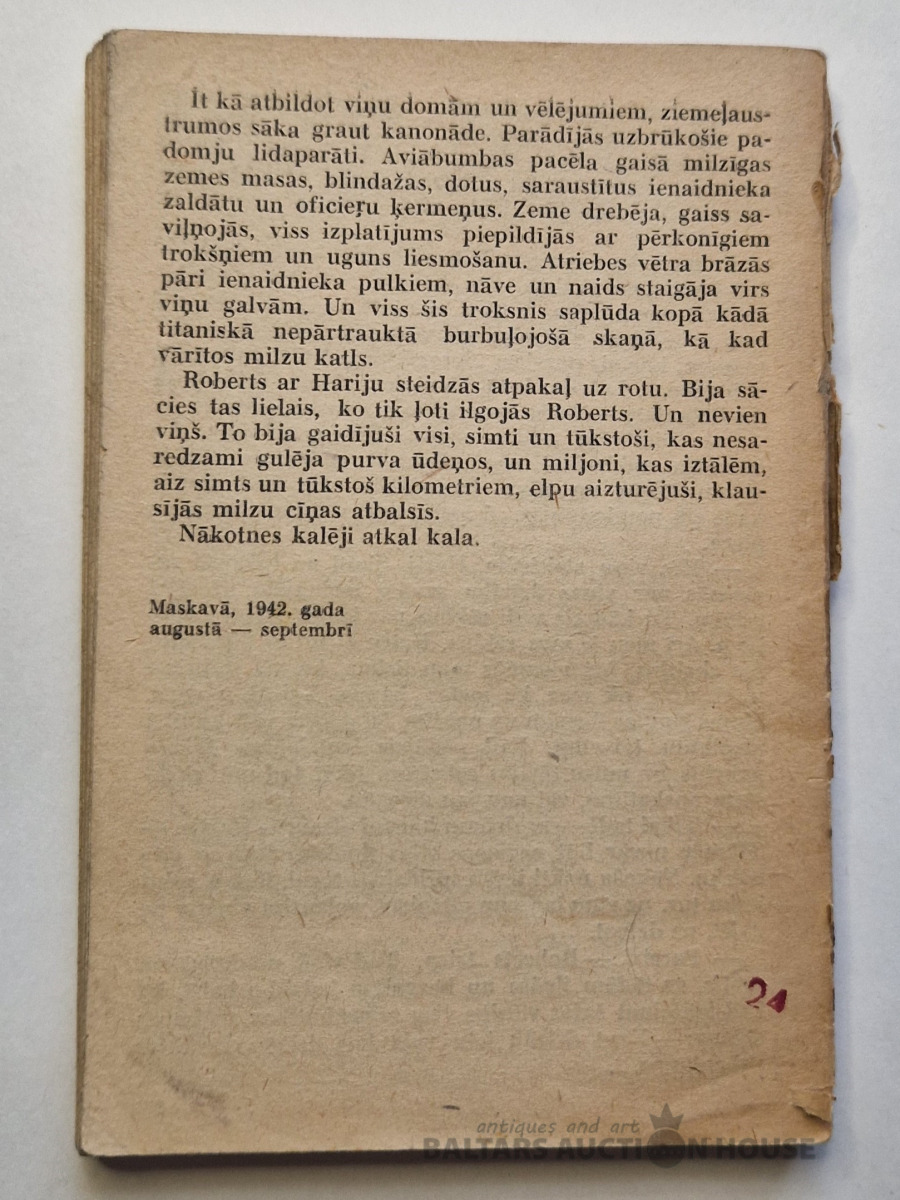 It kā atbildot viņu domām un vēlējumiem, ziemeļaus-
trumos sāka graut kanonāde. Parādījās uzbrūkošie pa-
domju lidaparāti. Aviābumbas pacēla gaisā milzīgas
zemes masas, blindažas, dotus, saraustītus ienaidnieka
zaldātu un oficieŗu ķermeņus. Zeme drebēja, gaiss sa-
viļņojās, viss izplatījums piepildījās ar pērkonīgiem
trokšņiem un uguns liesmošanu. Atriebes vētra brāzās
pāri ienaidnieka pulkiem, nāve un naids staigāja virs
viņu galvām. Un viss šis troksnis saplūda kopā kādā
titaniskā nepārtrauktā burbuļojošā skaņā, kā kad
vārītos milzu katls.
Roberts ar Hariju steidzās atpakaļ uz rotu. Bija sā-
cies tas lielais, ko tik ļoti ilgojās Roberts. Un nevien
viņš. To bija gaidījuši visi, simti un tūkstoši, kas nesa-
redzami gulēja purva ūdeņos, un miljoni, kas iztālēm,
aiz simts un tūkstoš kilometriem, elpu aizturējuši, klau-
sījās milzu cīņas atbalsīs.
Nākotnes kalēji atkal kala.
Maskavā, 1942. gada
augustā — septembrī
24
antiques and art
BALTARS AUCTION HOUSE